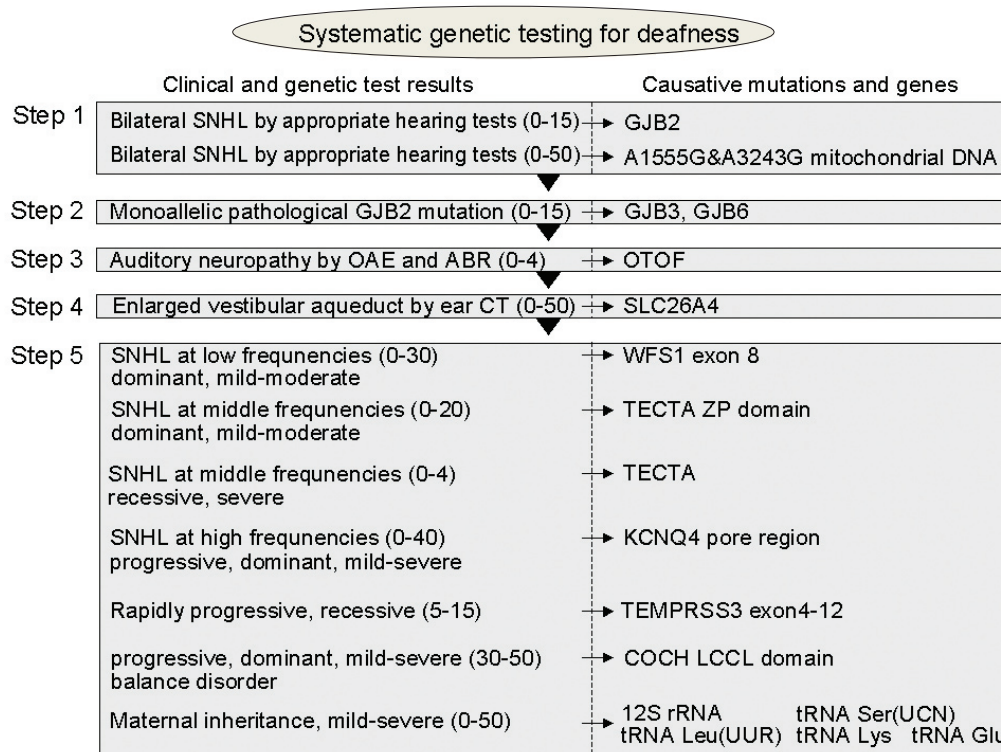 Systematic genetic testing for deafness
Clinical and genetic test results Causative mutations and genes
Step 1
Bilateral SNHL by appropriate hearing tests (0-15) GJB2
Bilateral SNHL by appropriate hearing tests (0-50) A1555G&A3243G mitochondrial DNA
Step 2 Monoallelic pathological GJB2 mutation (0-15) GJB3, GJB6
Step 3 Auditory neuropathy by OAE and ABR (0-4) OTOF
Step 4 Enlarged vestibular aqueduct by ear CT (0-50) SLC26A4
Step 5 SNHL at low frequnencies (0-30) WFS1 exon 8
dominant, mild-moderate
SNHL at middle frequnencies (0-20) TECTA ZP domain
dominant, mild-moderate
SNHL at middle frequnencies (0-4) TECTA
recessive, severe
SNHL at high frequnencies (0-40) KCNQ4 pore region
progressive, dominant, mild-severe
Rapidly progressive, recessive (5-15) TEMPRSS3 exon4-12
progressive, dominant, mild-severe (30-50) COCH LCCL domain
balance disorder
Maternal inheritance, mild-severe (0-50) 12S rRNA tRNA Ser(UCN)
tRNA Leu(UUR) tRNA Lys tRNA Glu